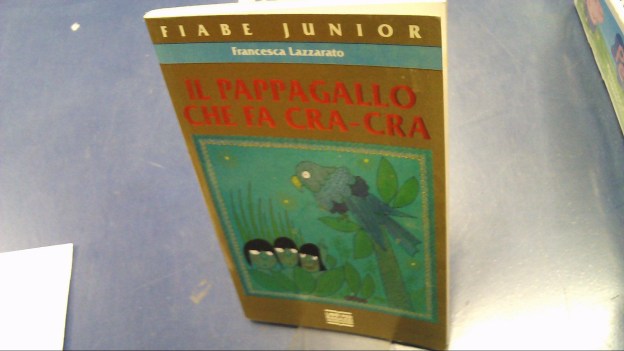 FIABE JUNIOR
Francesca Lazzarato
IL PAPPAGALLO
CHE FA CRA-CRA